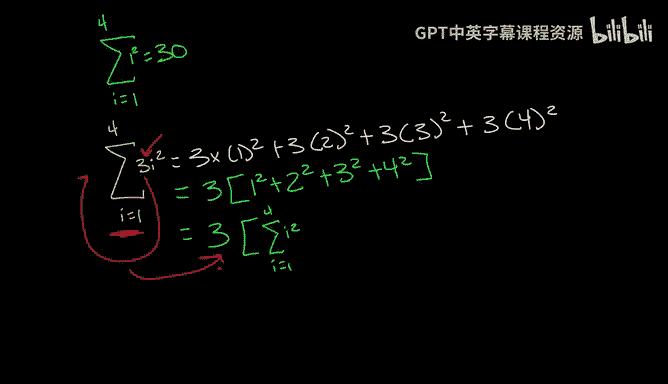 GPT中英字幕课程资源 bilibili
4
∑ i² = 30
i=1
4
∑ 3i² = 3×(1)² + 3(2)² + 3(3)² + 3(4)²
i=1
= 3[1² + 2² + 3² + 4²]
= 3[ 4
∑ i²
i=1